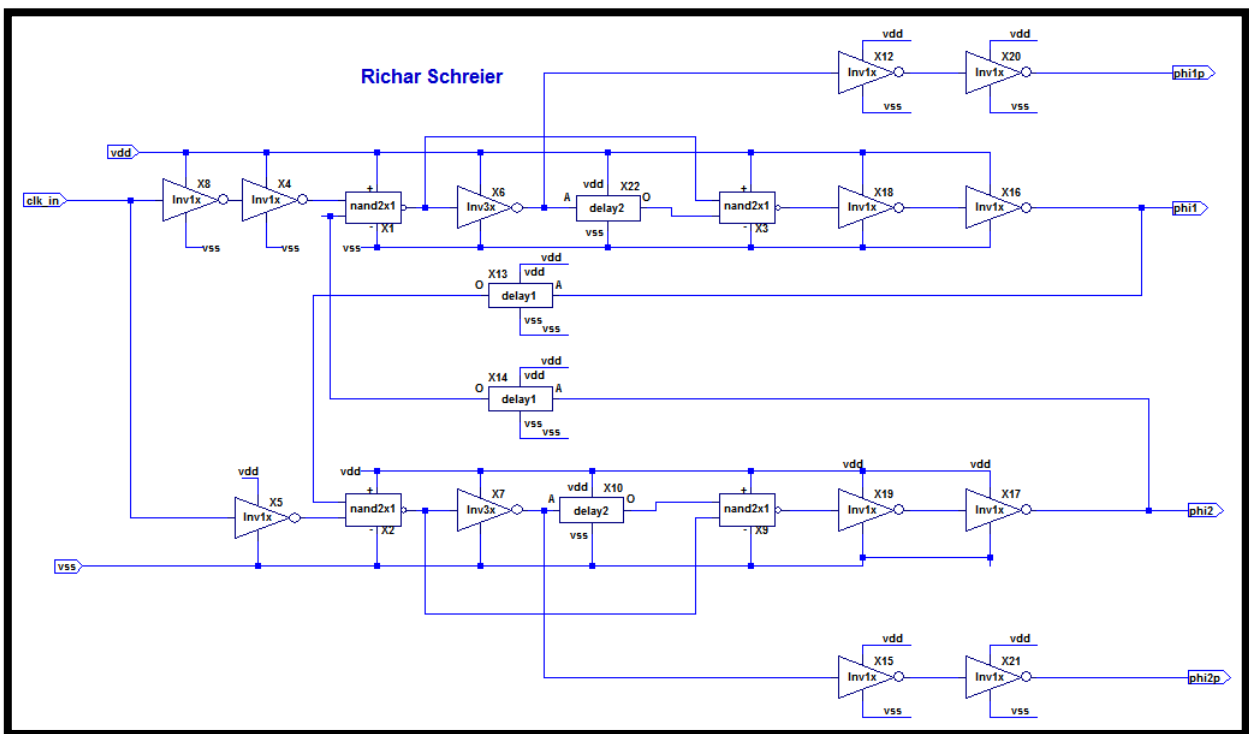 vdd
vdd
X12
X20
Richar Schreier
Inv1x
Inv1x
phi1p
vss
vss
vdd
X8
X4
X6
vdd
X22
X18
X16
clk_in
Inv1x
Inv1x
+
nand2x1
-
X1
Inv3x
A
delay2
O
+
nand2x1
-
X3
Inv1x
Inv1x
phi1
vss
vss
vss
vss
vdd
X13
vdd
O
A
delay1
vss
vss
vdd
X14
vdd
O
A
delay1
vss
vss
vdd
vdd
vdd
vdd
X5
X7
vdd
X10
X19
X17
Inv1x
+
nand2x1
-
X2
Inv3x
A
delay2
O
vss
+
nand2x1
-
X9
Inv1x
Inv1x
phi2
vss
vdd
vdd
X15
X21
Inv1x
Inv1x
phi2p
vss
vss